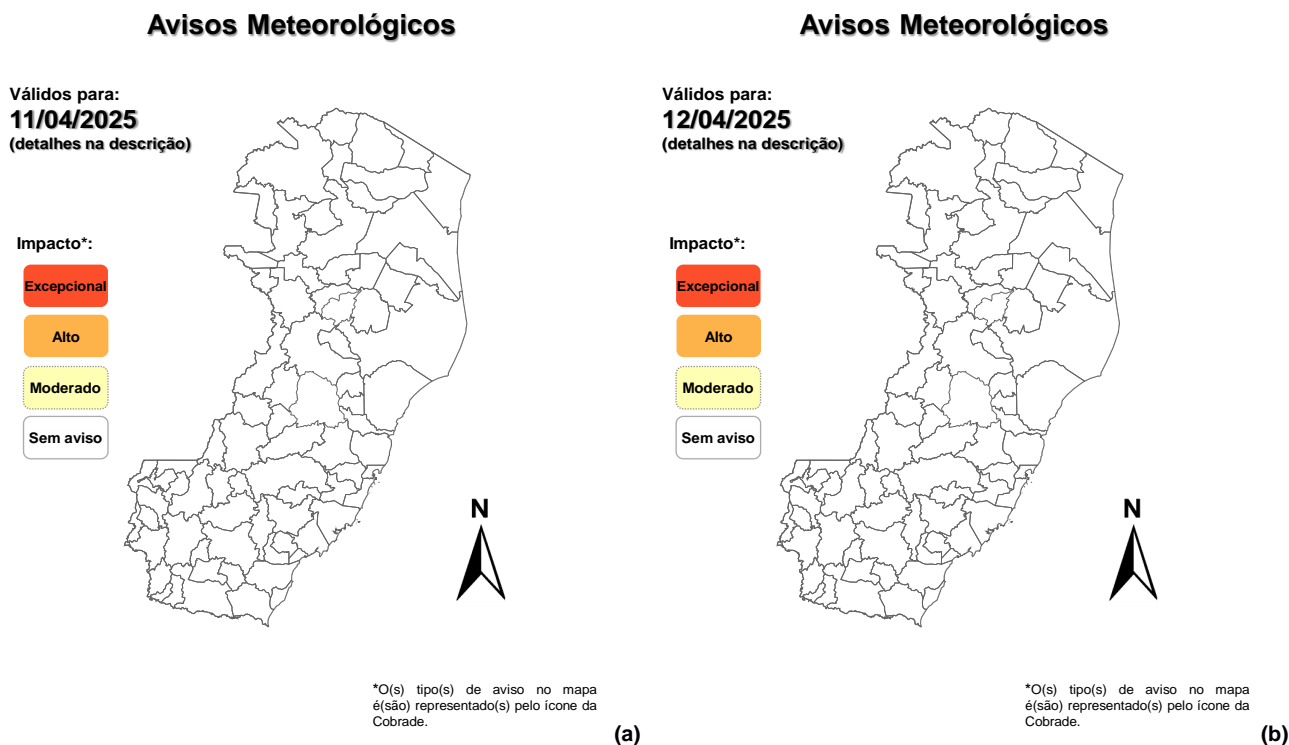 Avisos Meteorológicos
Válidos para:
11/04/2025
(detalhes na descrição)
Impacto*:
Excepcional
Alto
Moderado
Sem aviso
N
*O(s) tipo(s) de aviso no mapa
é(são) representado(s) pelo ícone da
Cobrade.
(a)
Avisos Meteorológicos
Válidos para:
12/04/2025
(detalhes na descrição)
Impacto*:
Excepcional
Alto
Moderado
Sem aviso
N
*O(s) tipo(s) de aviso no mapa
é(são) representado(s) pelo ícone da
Cobrade.
(b)